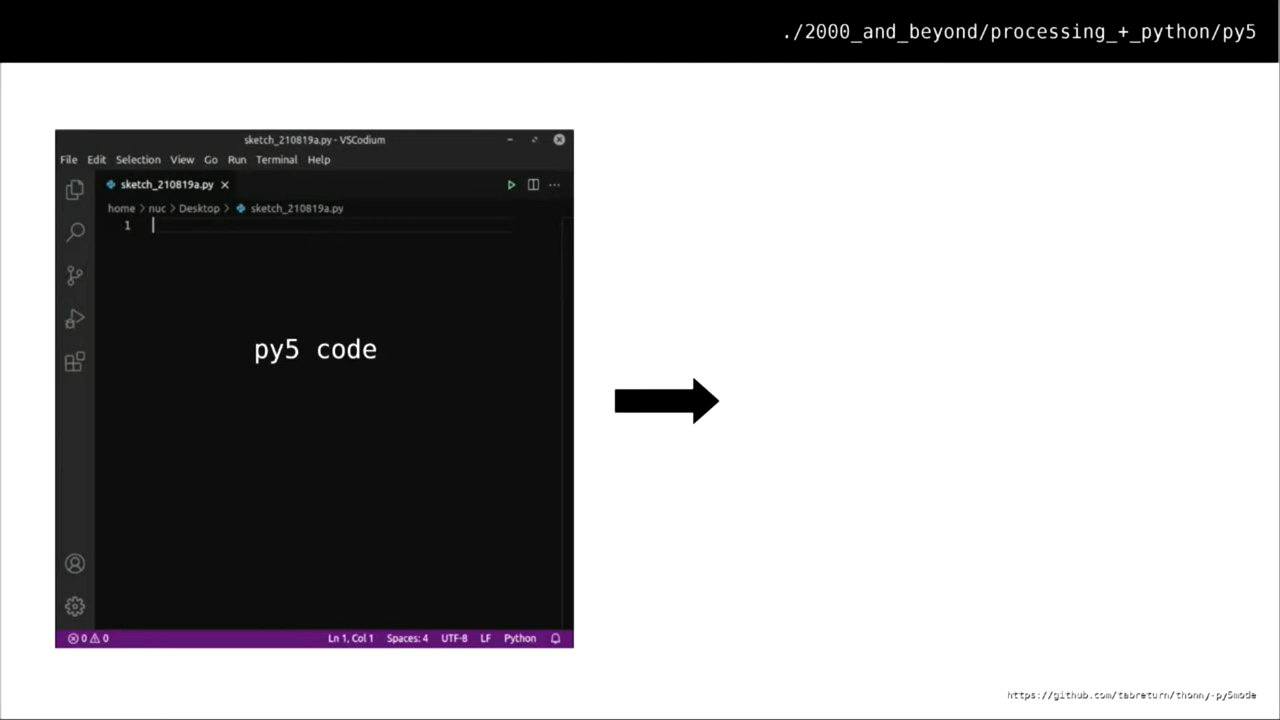 ./2000_and_beyond/processing_+_python/py5
sketch_210819a.py - VSCodium
File Edit Selection View Go Run Terminal Help
sketch_210819a.py
home > nuc > Desktop > sketch_210819a.py
1
py5 code
0 0 Ln 1, Col 1 Spaces: 4 UTF-8 LF Python
https://github.com/tabreturn/thonny-py5mode